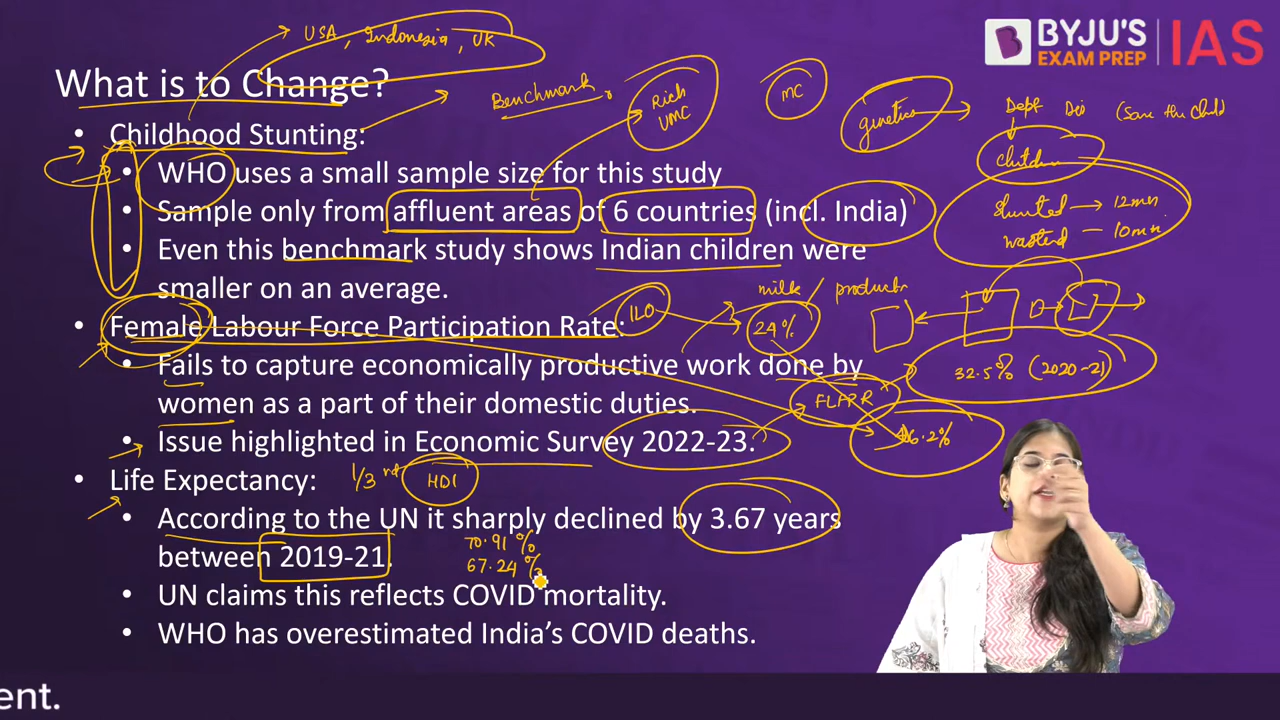 USA, Indonesia, UK
BYJU'S
EXAM PREP
IAS
What is to Change?
Benchmark
Rich
UMC
MC
genetics
Dept
(Save the Child
children
• Childhood Stunting:
• WHO uses a small sample size for this study
stunted → 12mn
wasted — 10mn
• Sample only from affluent areas of 6 countries (incl. India)
• Even this benchmark study shows Indian children were
smaller on an average.
milk products
• Female Labour Force Participation Rate:
ILO
24%
• Fails to capture economically productive work done by
32.5% (2020-21)
women as a part of their domestic duties.
FLFPR
• Issue highlighted in Economic Survey 2022-23.
• Life Expectancy:
1/3rd
HDI
• According to the UN it sharply declined by 3.67 years
between 2019-21.
70.91%
67.24%
• UN claims this reflects COVID mortality.
• WHO has overestimated India's COVID deaths.
ent.